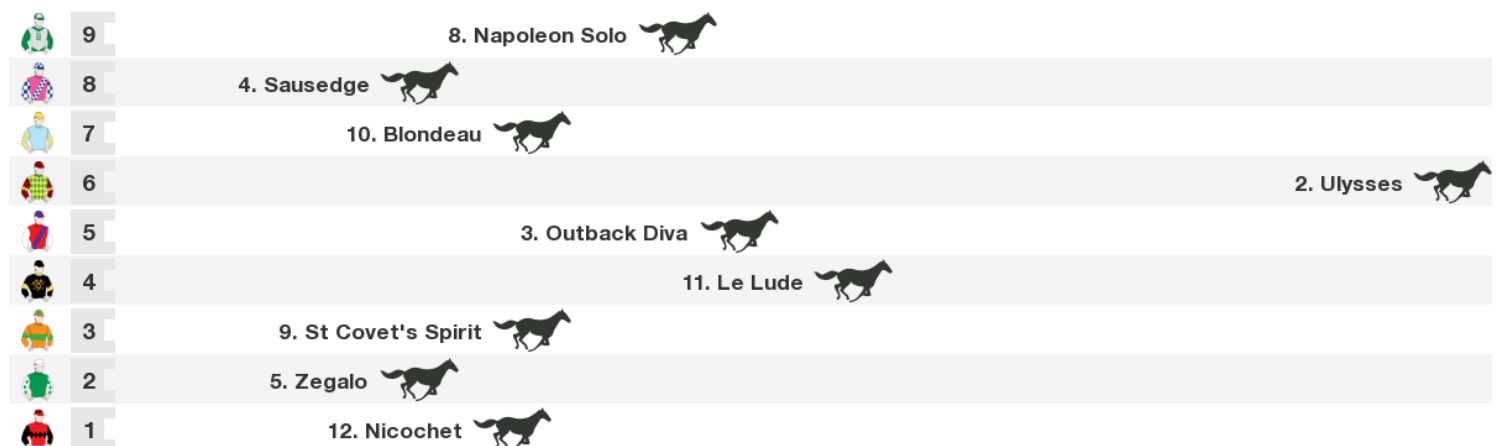 9 8. Napoleon Solo
8 4. Sausedge
7 10. Blondeau
6 2. Ulysses
5 3. Outback Diva
4 11. Le Lude
3 9. St Covet's Spirit
2 5. Zegalo
1 12. Nicochet